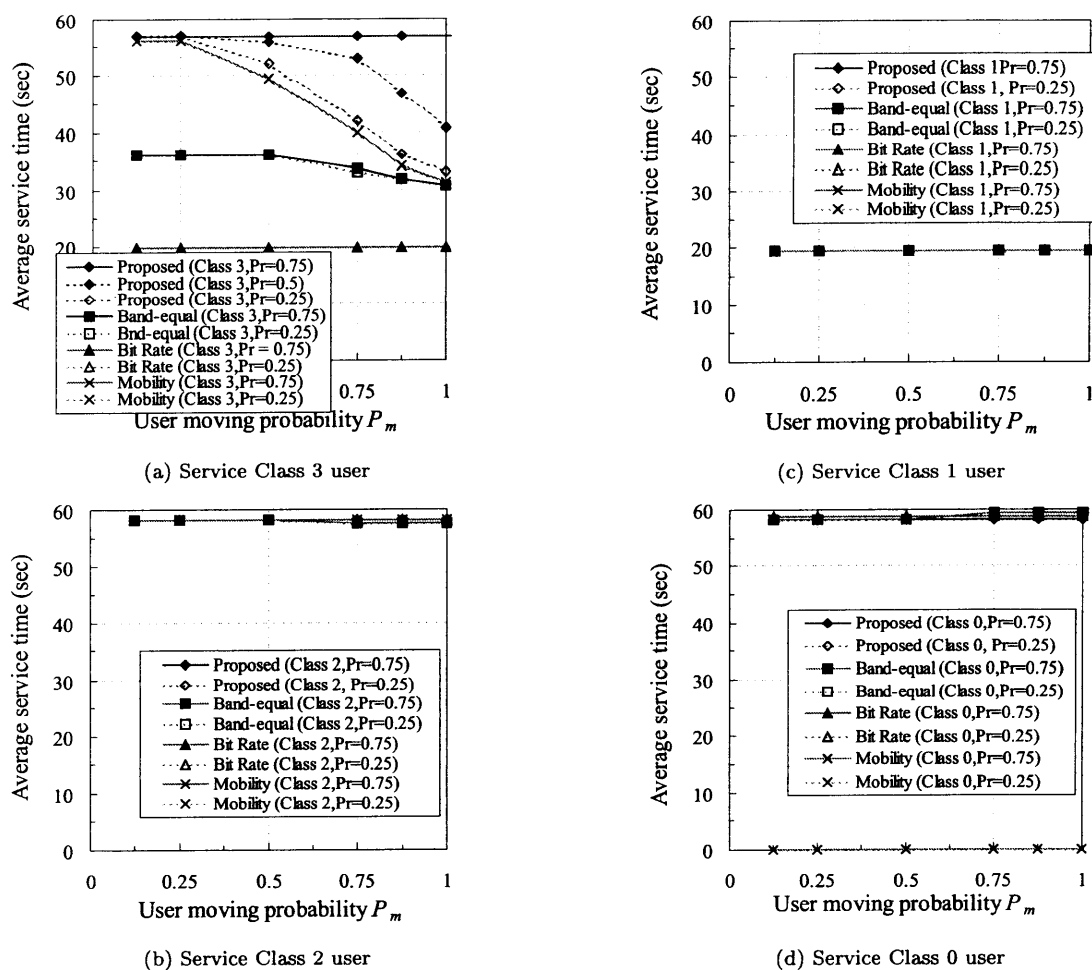 60
50
40
30
20
Average service time (sec)
Proposed (Class 3,Pr=0.75)
Proposed (Class 3,Pr=0.5)
Proposed (Class 3,Pr=0.25)
Band-equal (Class 3,Pr=0.75)
Bnd-equal (Class 3,Pr=0.25)
Bit Rate (Class 3,Pr = 0.75)
Bit Rate (Class 3,Pr=0.25)
Mobility (Class 3,Pr=0.75)
Mobility (Class 3,Pr=0.25)
0.5 0.75 1
User moving probability P m
(a) Service Class 3 user
60
50
40
30
20
10
0
Average service time (sec)
Proposed (Class 1Pr=0.75)
Proposed (Class 1, Pr=0.25)
Band-equal (Class 1,Pr=0.75)
Band-equal (Class 1,Pr=0.25)
Bit Rate (Class 1,Pr=0.75)
Bit Rate (Class 1,Pr=0.25)
Mobility (Class 1,Pr=0.75)
Mobility (Class 1,Pr=0.25)
0 0.25 0.5 0.75 1
User moving probability P m
(c) Service Class 1 user
60
50
40
30
20
10
0
Average service time (sec)
Proposed (Class 2,Pr=0.75)
Proposed (Class 2, Pr=0.25)
Band-equal (Class 2,Pr=0.75)
Band-equal (Class 2,Pr=0.25)
Bit Rate (Class 2,Pr=0.75)
Bit Rate (Class 2,Pr=0.25)
Mobility (Class 2,Pr=0.75)
Mobility (Class 2,Pr=0.25)
0 0.25 0.5 0.75 1
User moving probability P m
(b) Service Class 2 user
60
50
40
30
20
10
0
Average service time (sec)
Proposed (Class 0,Pr=0.75)
Proposed (Class 0, Pr=0.25)
Band-equal (Class 0,Pr=0.75)
Band-equal (Class 0,Pr=0.25)
Bit Rate (Class 0,Pr=0.75)
Bit Rate (Class 0,Pr=0.25)
Mobility (Class 0,Pr=0.75)
Mobility (Class 0,Pr=0.25)
0 0.25 0.5 0.75 1
User moving probability P m
(d) Service Class 0 user